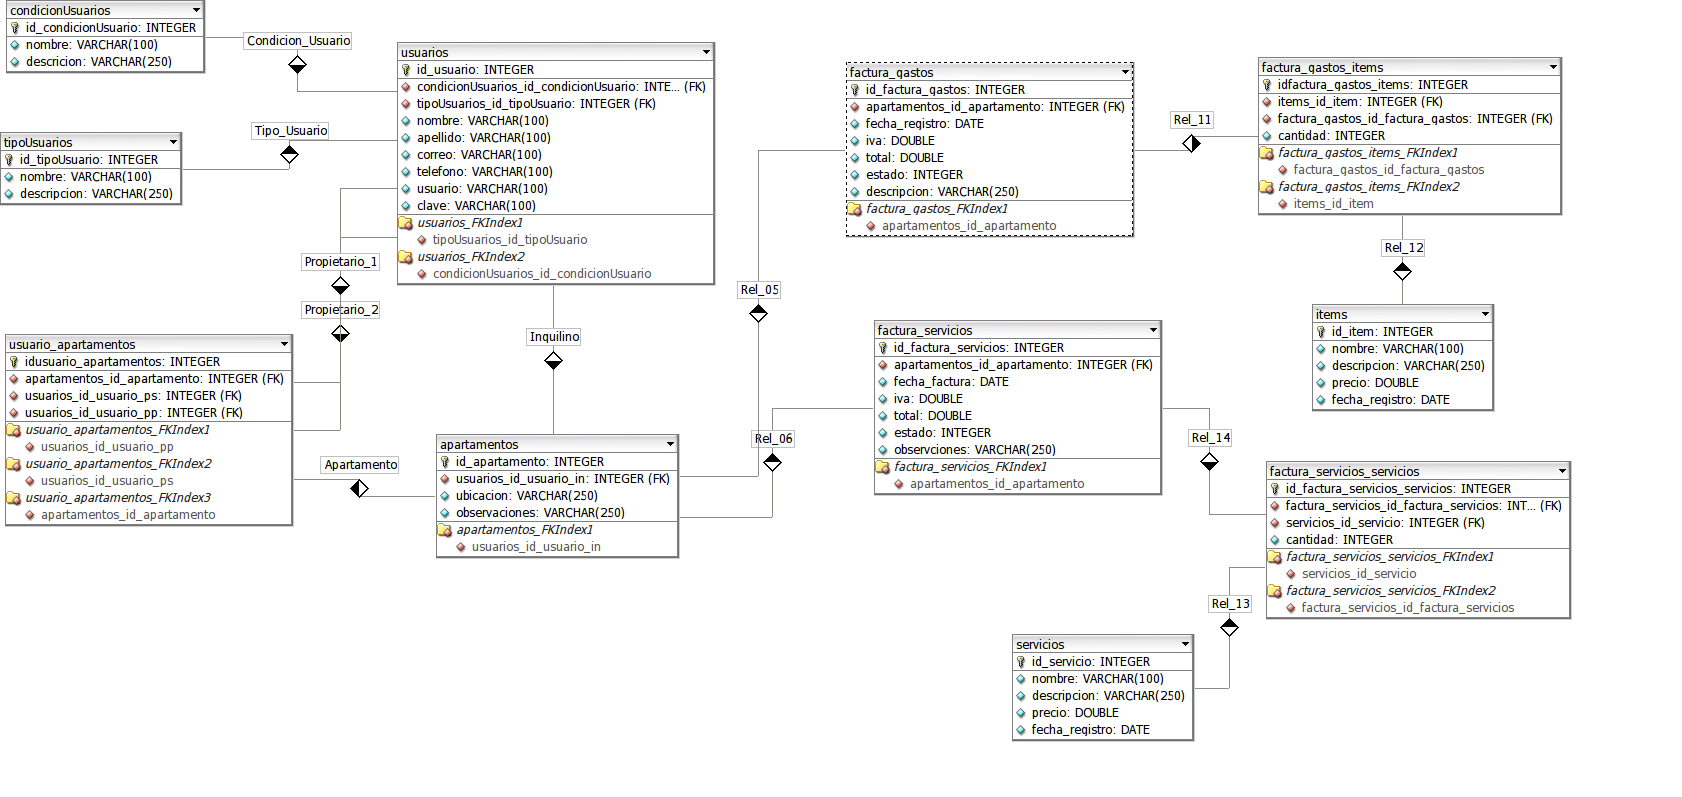 condicionUsuarios
id_condicionUsuario: INTEGER
nombre: VARCHAR(100)
descricion: VARCHAR(250)
Condicion_Usuario
tipoUsuarios
id_tipoUsuario: INTEGER
nombre: VARCHAR(100)
descripcion: VARCHAR(250)
Tipo_Usuario
usuarios
id_usuario: INTEGER
condicionUsuarios_id_condicionUsuario: INTE... (FK)
tipoUsuarios_id_tipoUsuario: INTEGER (FK)
nombre: VARCHAR(100)
apellido: VARCHAR(100)
correo: VARCHAR(100)
telefono: VARCHAR(100)
usuario: VARCHAR(100)
clave: VARCHAR(100)
usuarios_FKIndex1
tipoUsuarios_id_tipoUsuario
usuarios_FKIndex2
condicionUsuarios_id_condicionUsuario
Propietario_1
Propietario_2
Inquilino
usuario_apartamentos
idusuario_apartamentos: INTEGER
apartamentos_id_apartamento: INTEGER (FK)
usuarios_id_usuario_ps: INTEGER (FK)
usuarios_id_usuario_pp: INTEGER (FK)
usuario_apartamentos_FKIndex1
usuarios_id_usuario_pp
usuario_apartamentos_FKIndex2
usuarios_id_usuario_ps
usuario_apartamentos_FKIndex3
apartamentos_id_apartamento
Apartamento
apartamentos
id_apartamento: INTEGER
usuarios_id_usuario_in: INTEGER (FK)
ubicacion: VARCHAR(250)
observaciones: VARCHAR(250)
apartamentos_FKIndex1
usuarios_id_usuario_in
Rel_05
Rel_06
factura_gastos
id_factura_gastos: INTEGER
apartamentos_id_apartamento: INTEGER (FK)
fecha_registro: DATE
iva: DOUBLE
total: DOUBLE
estado: INTEGER
descripcion: VARCHAR(250)
factura_gastos_FKIndex1
apartamentos_id_apartamento
Rel_11
factura_gastos_items
idfactura_gastos_items: INTEGER
items_id_item: INTEGER (FK)
factura_gastos_id_factura_gastos: INTEGER (FK)
cantidad: INTEGER
factura_gastos_items_FKIndex1
factura_gastos_id_factura_gastos
factura_gastos_items_FKIndex2
items_id_item
Rel_12
items
id_item: INTEGER
nombre: VARCHAR(100)
descripcion: VARCHAR(250)
precio: DOUBLE
fecha_registro: DATE
factura_servicios
id_factura_servicios: INTEGER
apartamentos_id_apartamento: INTEGER (FK)
fecha_factura: DATE
iva: DOUBLE
total: DOUBLE
estado: INTEGER
observciones: VARCHAR(250)
factura_servicios_FKIndex1
apartamentos_id_apartamento
Rel_14
factura_servicios_servicios
id_factura_servicios_servicios: INTEGER
factura_servicios_id_factura_servicios: INT... (FK)
servicios_id_servicio: INTEGER (FK)
cantidad: INTEGER
factura_servicios_servicios_FKIndex1
servicios_id_servicio
factura_servicios_servicios_FKIndex2
factura_servicios_id_factura_servicios
Rel_13
servicios
id_servicio: INTEGER
nombre: VARCHAR(100)
descripcion: VARCHAR(250)
precio: DOUBLE
fecha_registro: DATE